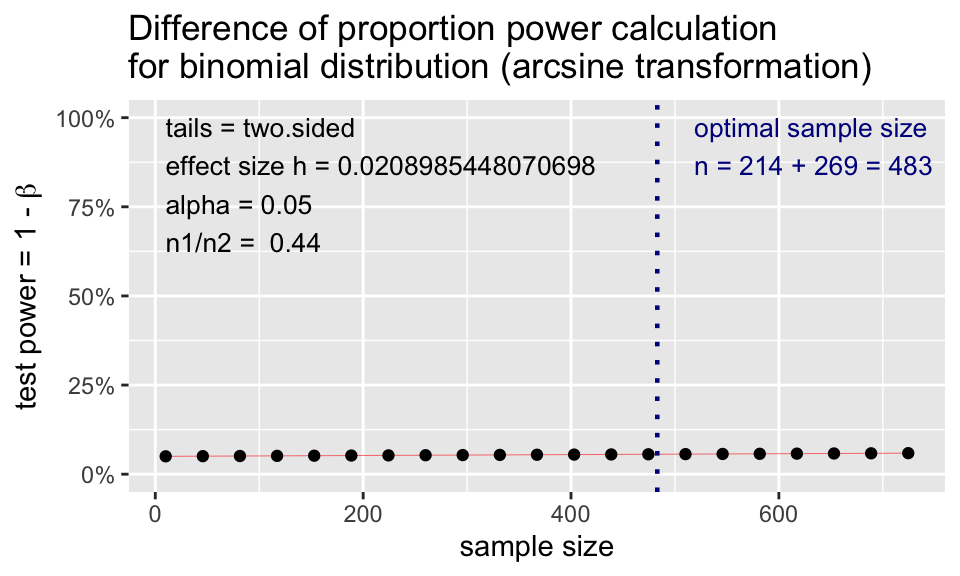 Difference of proportion power calculation
for binomial distribution (arcsine transformation)
tails = two.sided
effect size h = 0.0208985448070698
alpha = 0.05
n1/n2 =  0.44
optimal sample size
n = 214 + 269 = 483
test power = 1 - β
100%
75%
50%
25%
0%
0
200
400
600
sample size